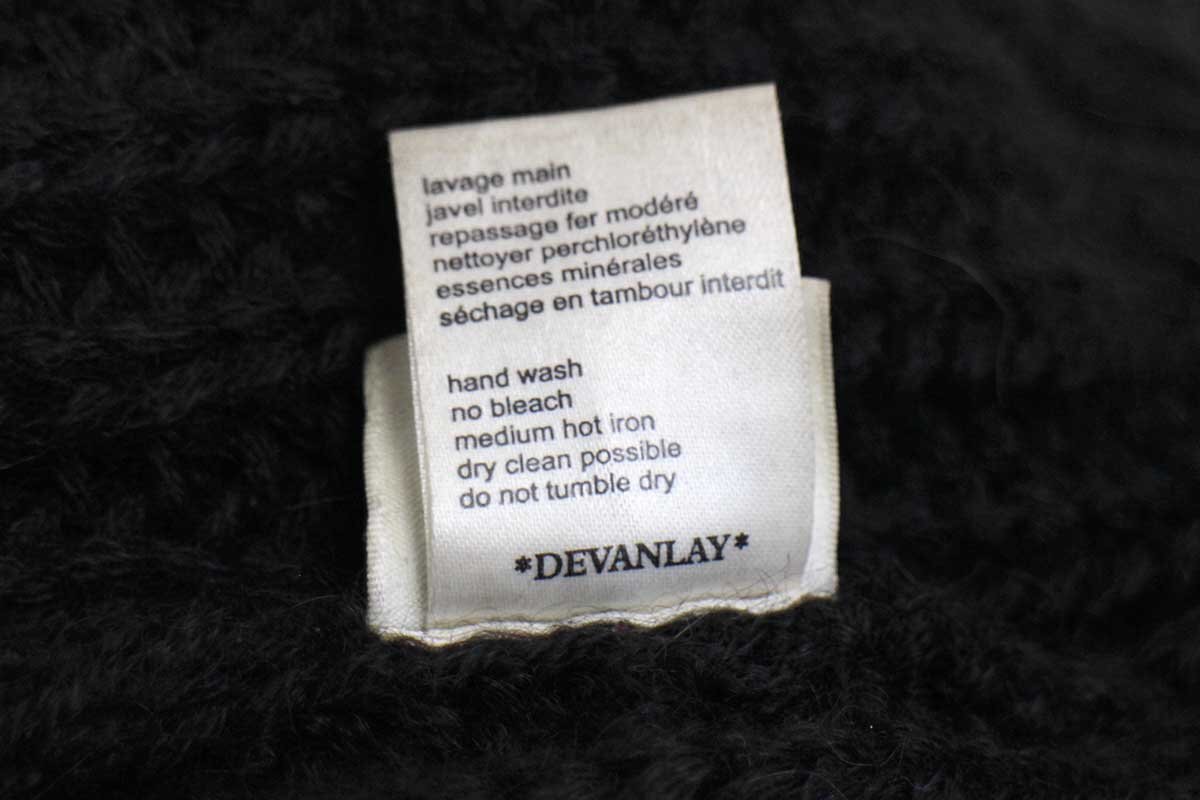 lavage main
javel interdite
repassage fer modéré
nettoyer perchloréthylène
essences minérales
séchage en tambour interdit
hand wash
no bleach
medium hot iron
dry clean possible
do not tumble dry
*DEVANLAY*